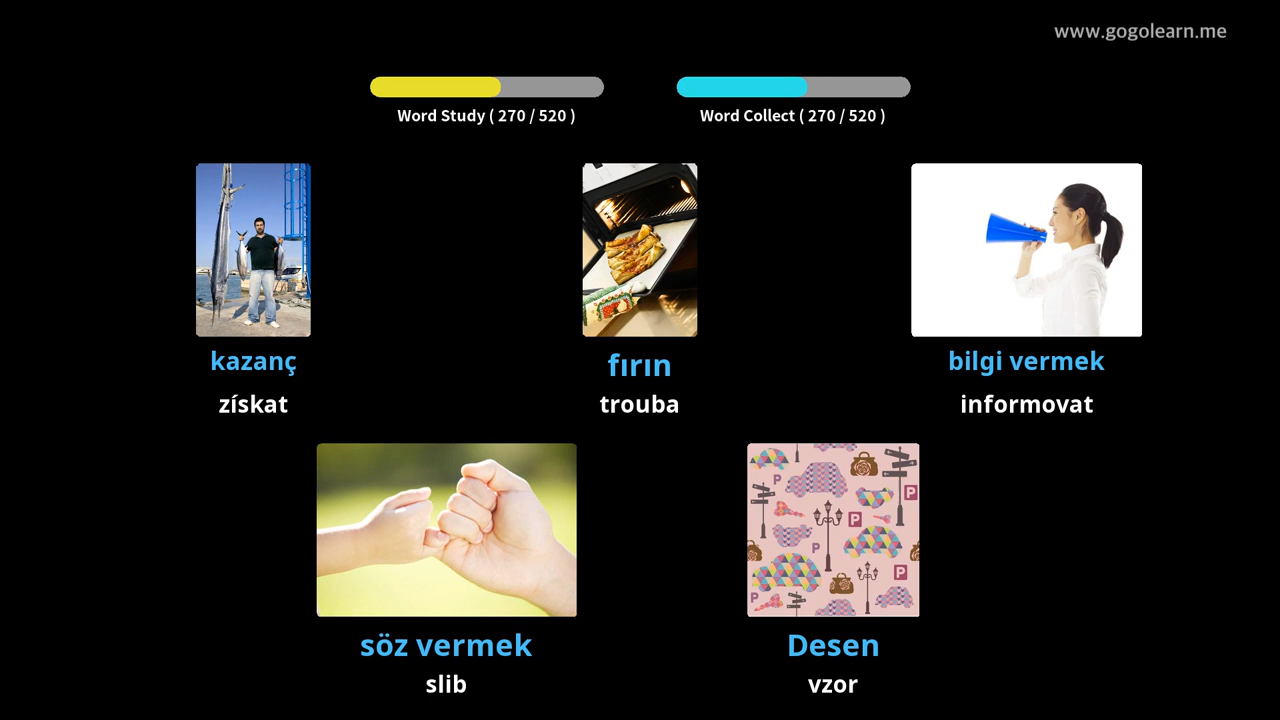 www.gogolearn.me
Word Study ( 270 / 520 )
Word Collect ( 270 / 520 )
kazanç
získat
fırın
trouba
bilgi vermek
informovat
söz vermek
slib
Desen
vzor
P
P
P
P
P
P